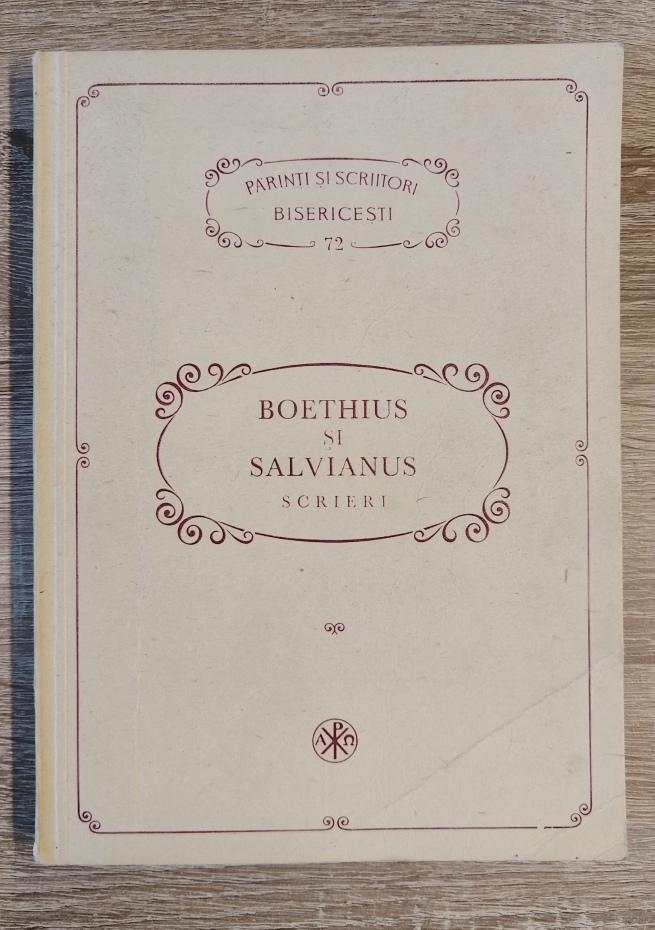 PĂRINȚI ȘI SCRIITORI
BISERICEȘTI
72
BOETHIUS
ȘI
SALVIANUS
SCRIERI
Α Ρ Ω